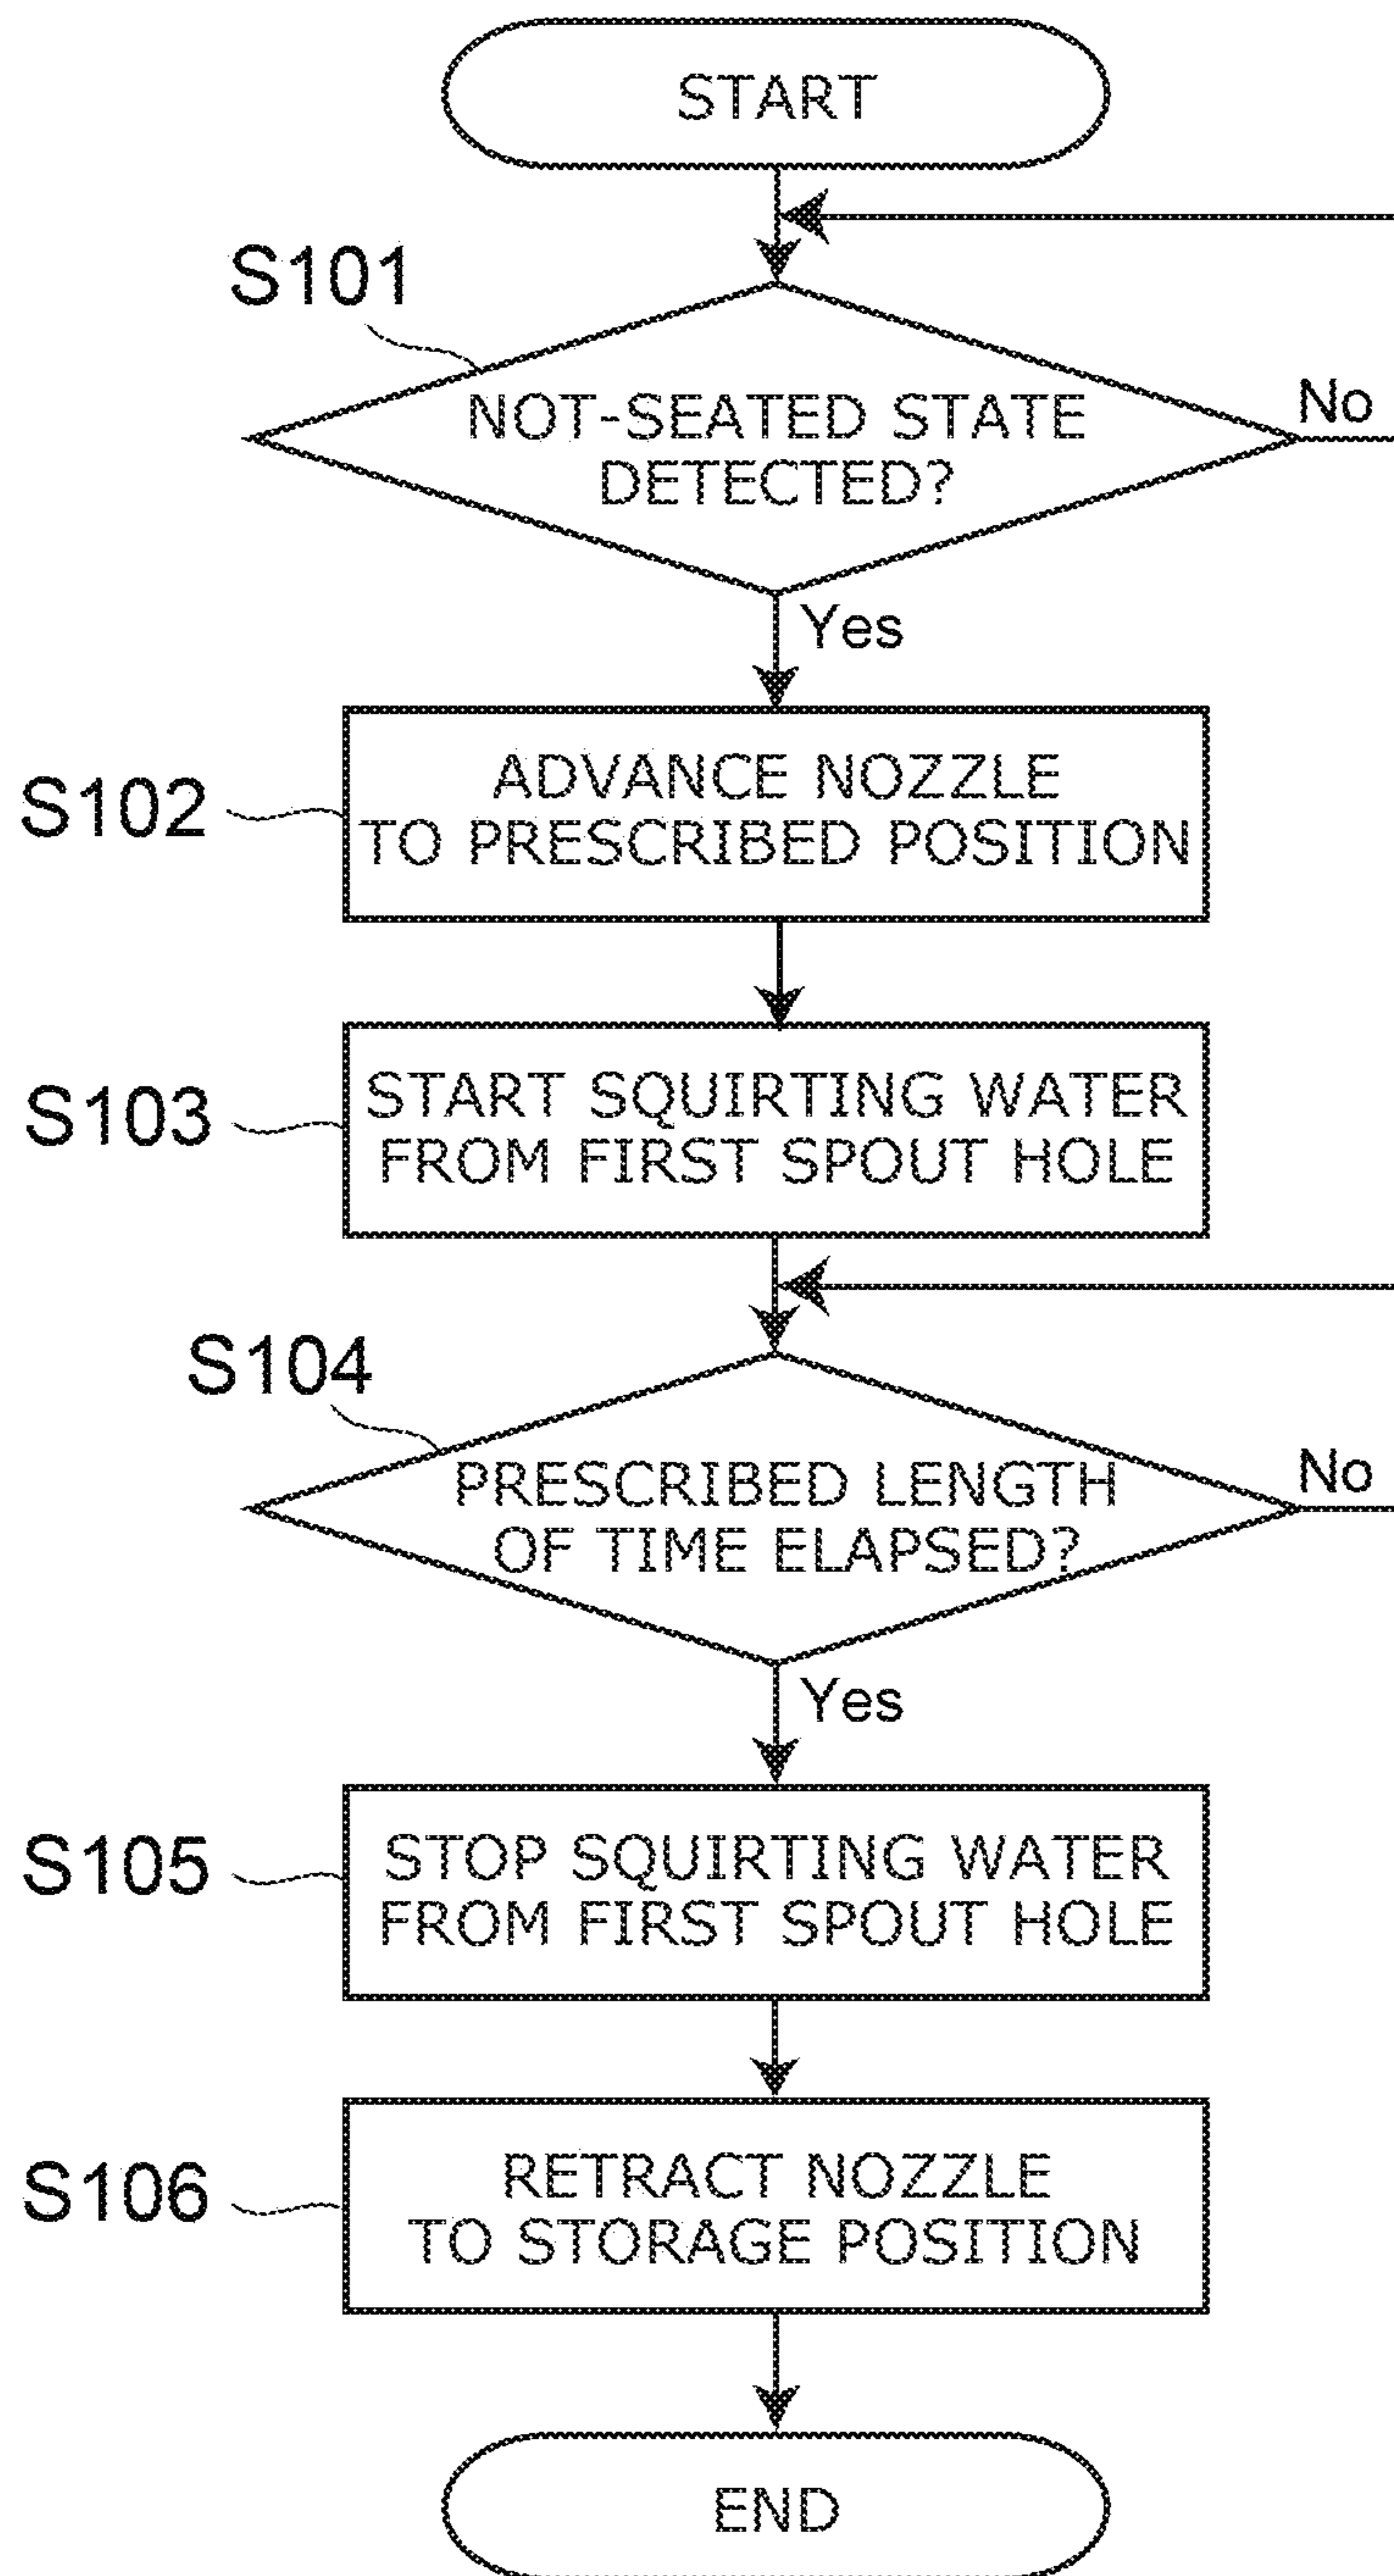 START
S101
NOT-SEATED STATE
DETECTED?
No
Yes
S102
ADVANCE NOZZLE
TO PRESCRIBED POSITION
S103
START SQUIRTING WATER
FROM FIRST SPOUT HOLE
S104
PRESCRIBED LENGTH
OF TIME ELAPSED?
No
Yes
S105
STOP SQUIRTING WATER
FROM FIRST SPOUT HOLE
S106
RETRACT NOZZLE
TO STORAGE POSITION
END